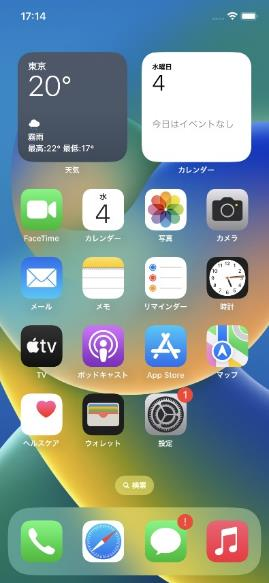 17:14
東京
20°
霧雨
最高:22° 最低:17°
天気
水曜日
4
今日はイベントなし
カレンダー
FaceTime
水
4
カレンダー
写真
カメラ
メール
メモ
リマインダー
時計
tv
TV
ポッドキャスト
App Store
マップ
ヘルスケア
ウォレット
1
設定
検索
!